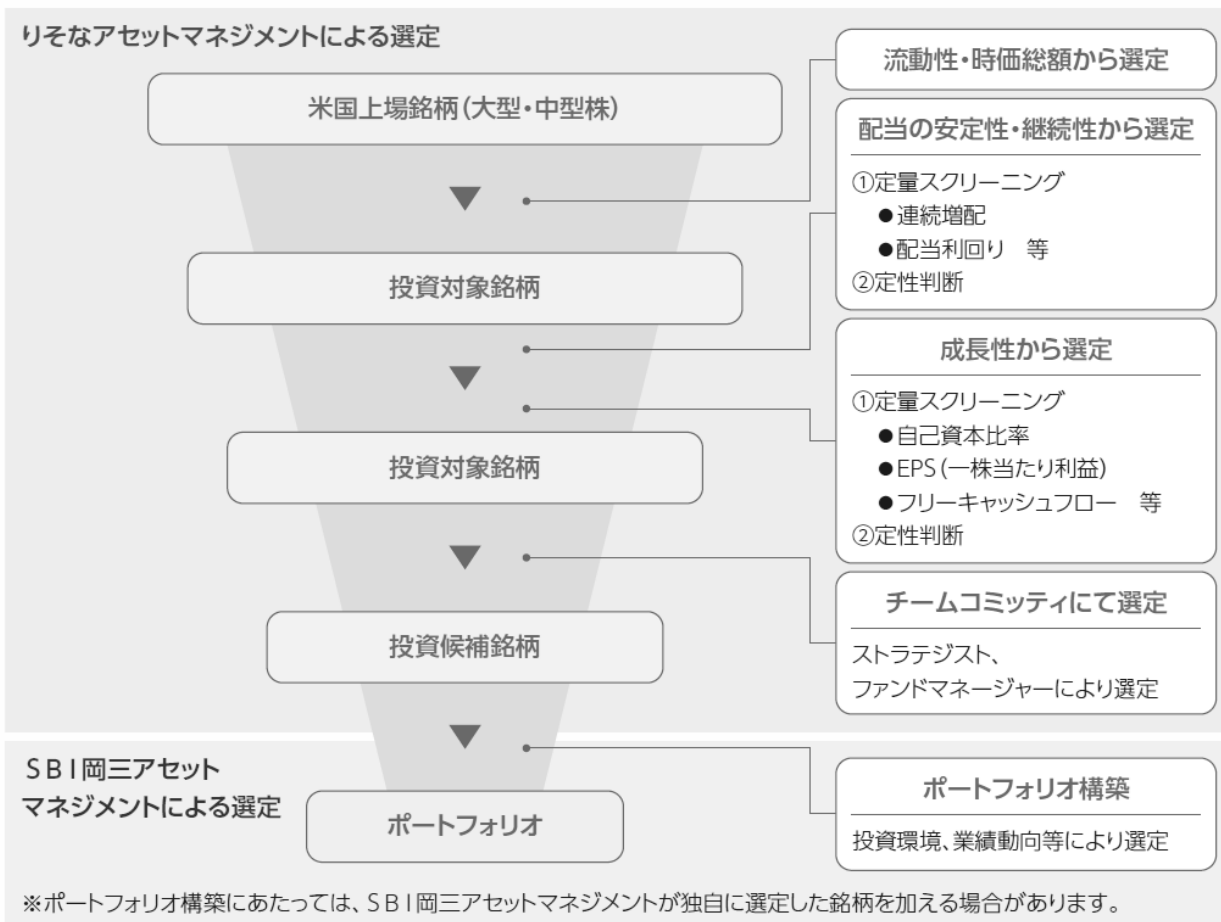 りそなアセットマネジメントによる選定
米国上場銘柄(大型・中型株)
流動性・時価総額から選定
投資対象銘柄
配当の安定性・継続性から選定
①定量スクリーニング
●連続増配
●配当利回り 等
②定性判断
投資対象銘柄
成長性から選定
①定量スクリーニング
●自己資本比率
●EPS(一株当たり利益)
●フリーキャッシュフロー 等
②定性判断
投資候補銘柄
チームコミッティにて選定
ストラテジスト、
ファンドマネージャーにより選定
SBI岡三アセット
マネジメントによる選定
ポートフォリオ
ポートフォリオ構築
投資環境、業績動向等により選定
※ポートフォリオ構築にあたっては、SBI岡三アセットマネジメントが独自に選定した銘柄を加える場合があります。